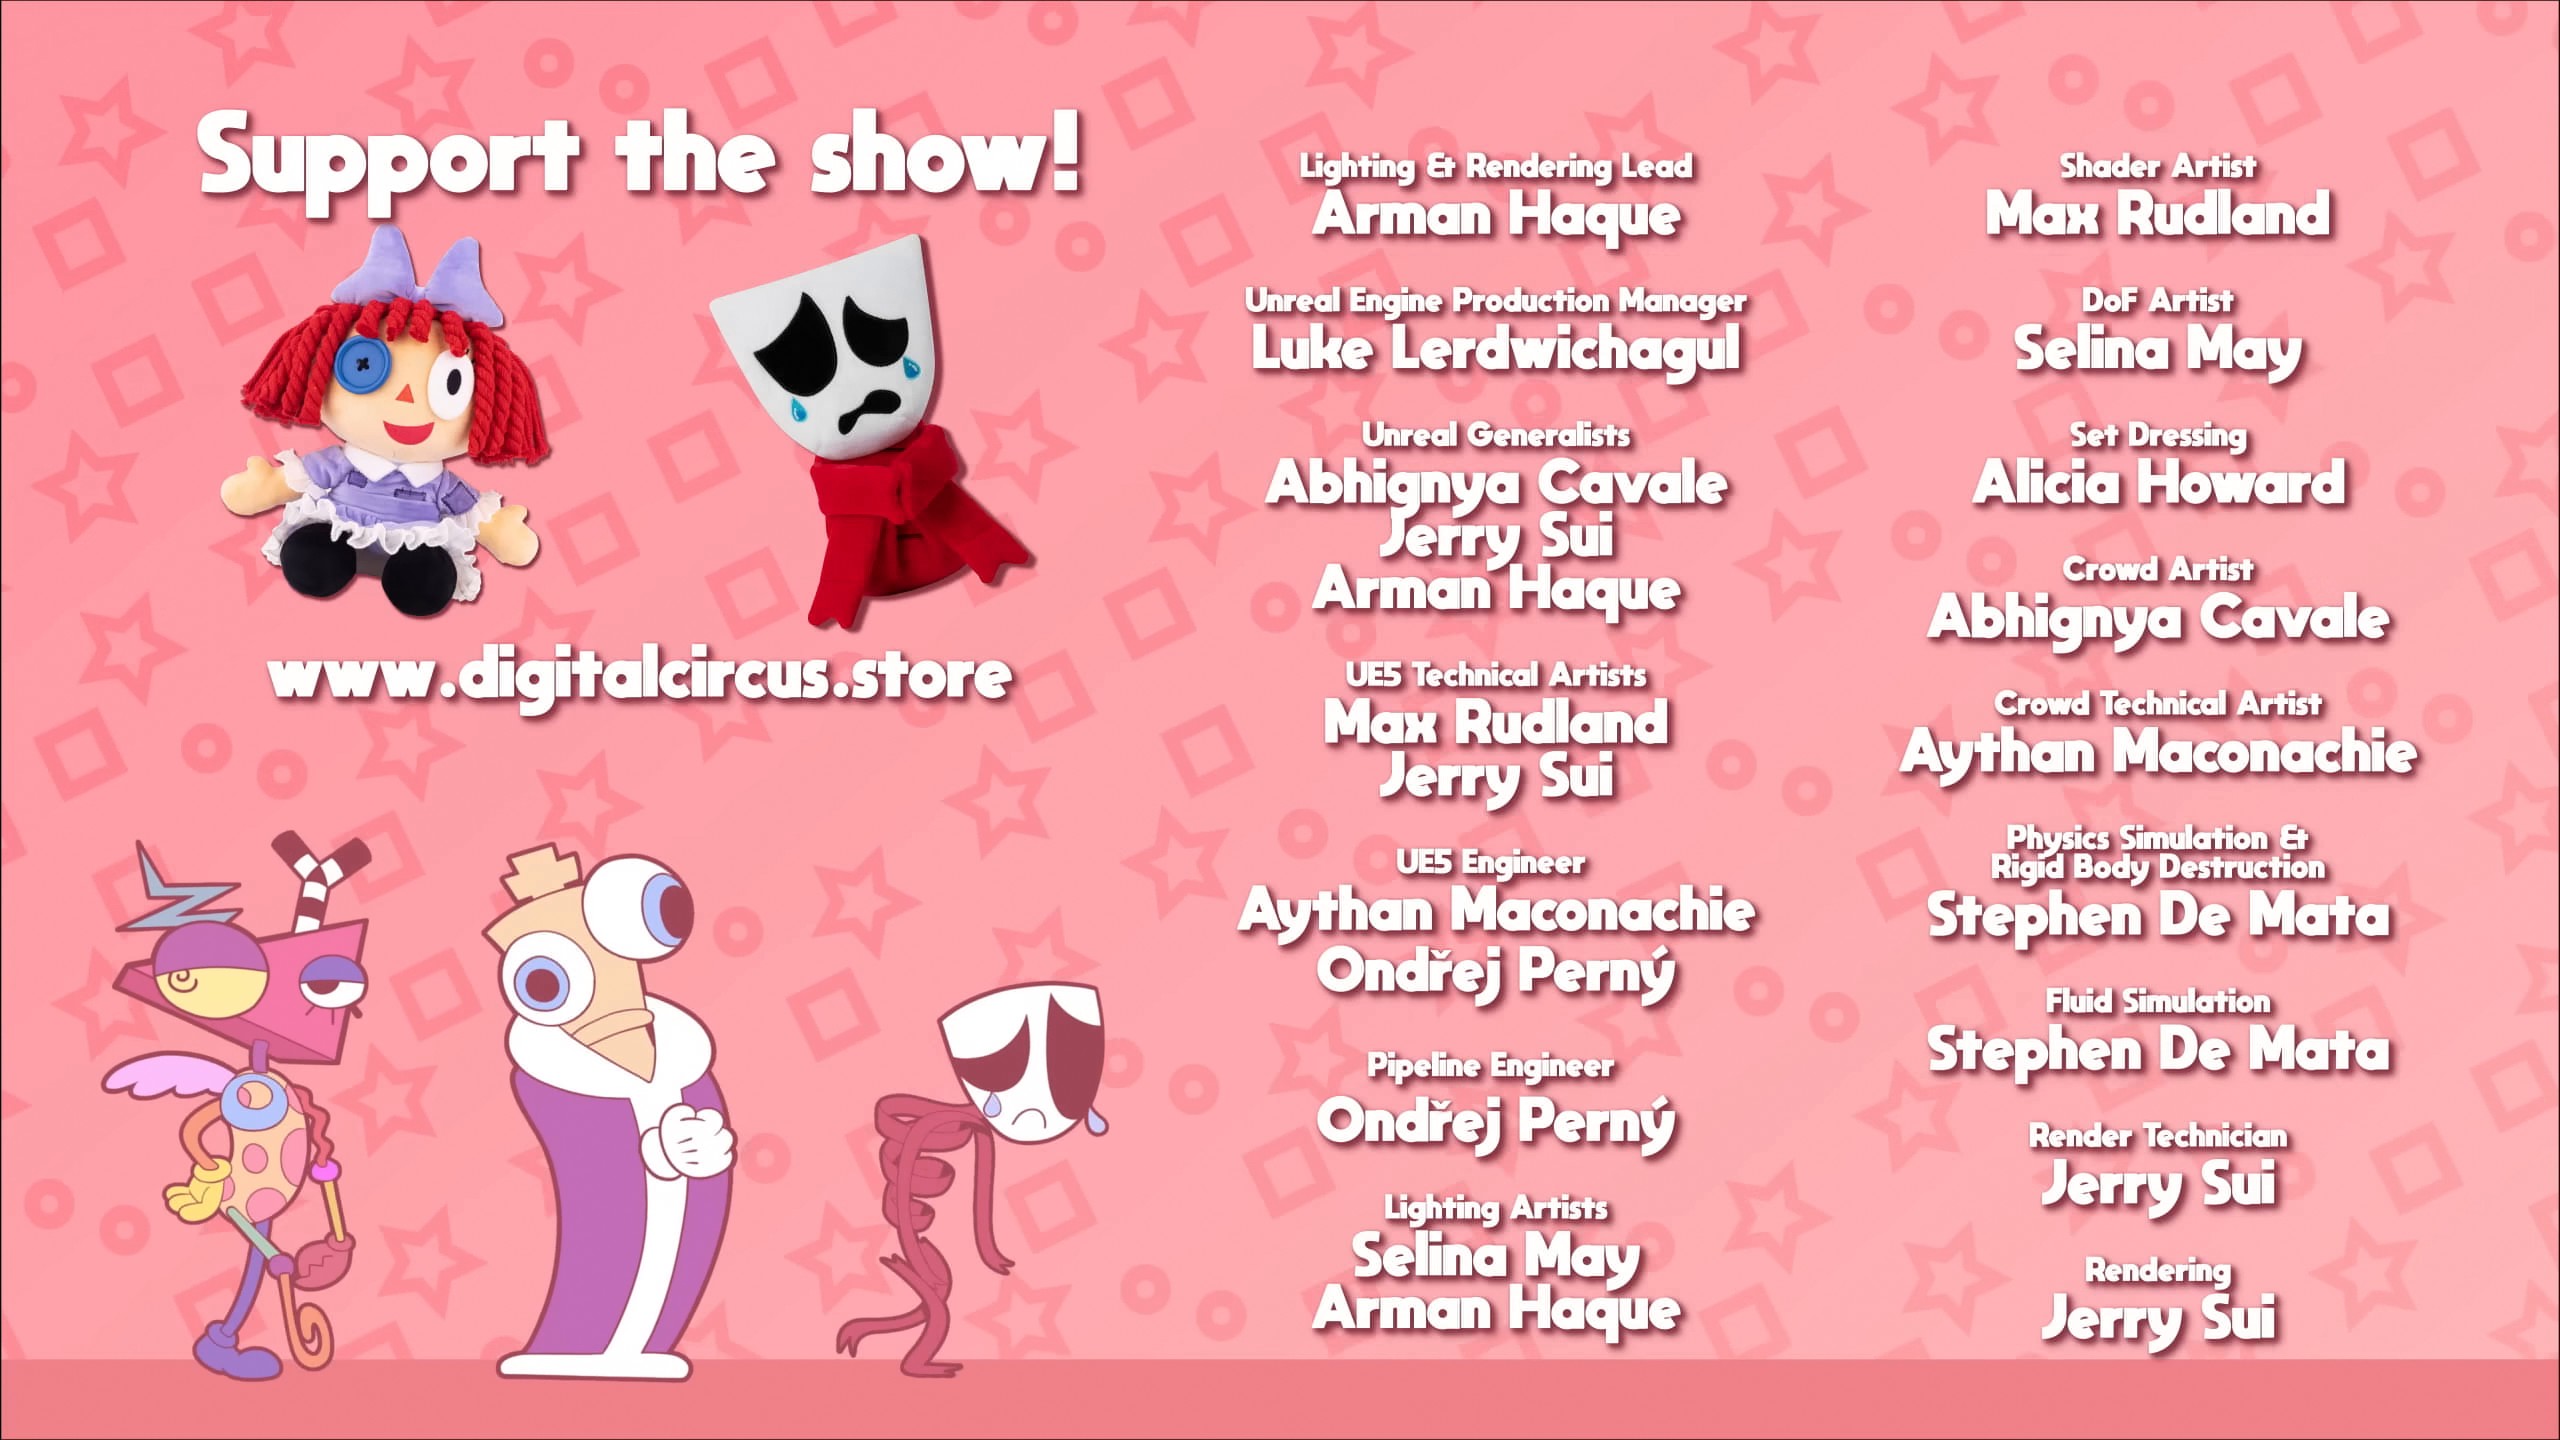 Support the show!
www.digitalcircus.store
Lighting & Rendering Lead
Arman Haque
Unreal Engine Production Manager
Luke Lerdwichagul
Unreal Generalists
Abhignya Cavale
Jerry Sui
Arman Haque
UE5 Technical Artists
Max Rudland
Jerry Sui
UE5 Engineer
Aythan Maconachie
Ondřej Perný
Pipeline Engineer
Ondřej Perný
Lighting Artists
Selina May
Arman Haque
Shader Artist
Max Rudland
DoF Artist
Selina May
Set Dressing
Alicia Howard
Crowd Artist
Abhignya Cavale
Crowd Technical Artist
Aythan Maconachie
Physics Simulation &
Rigid Body Destruction
Stephen De Mata
Fluid Simulation
Stephen De Mata
Render Technician
Jerry Sui
Rendering
Jerry Sui